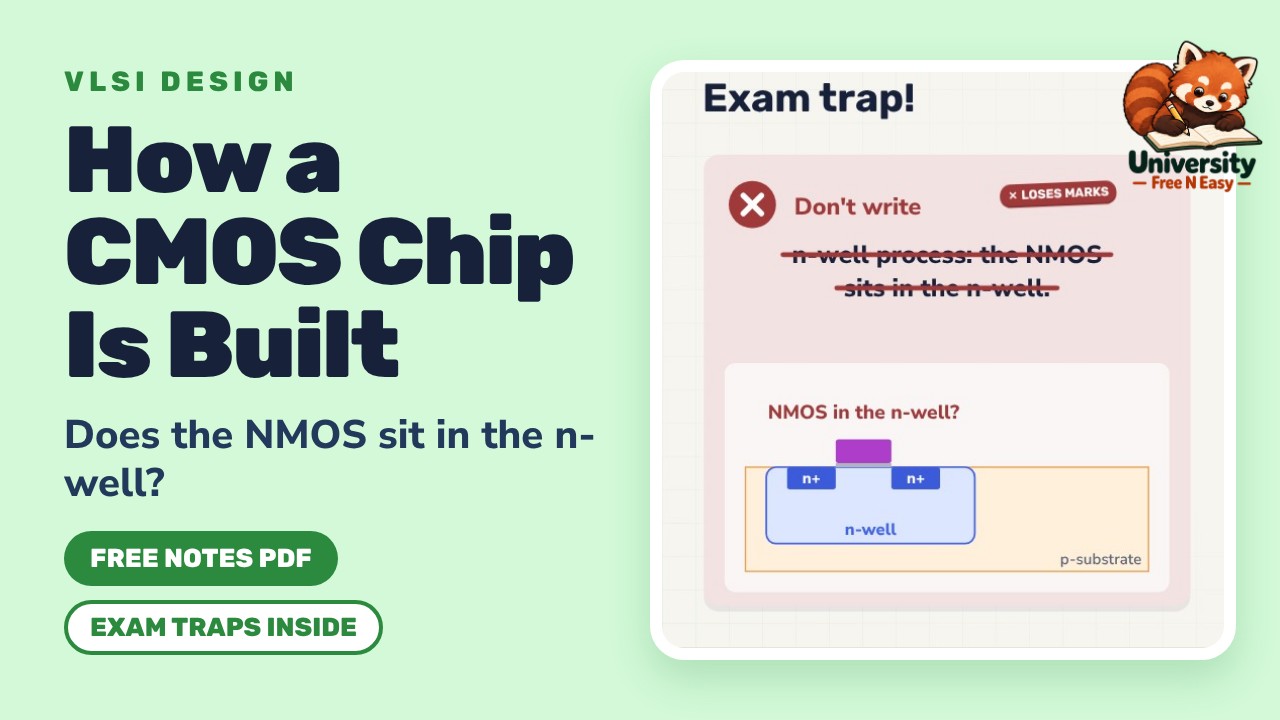 VLSI DESIGN
How a
CMOS Chip
Is Built
Does the NMOS sit in the n-
well?
FREE NOTES PDF
EXAM TRAPS INSIDE
Exam trap!
Don't write
× LOSES MARKS
n-well process: the NMOS
sits in the n-well.
NMOS in the n-well?
n+
n+
n-well
p-substrate
University
Free N Easy